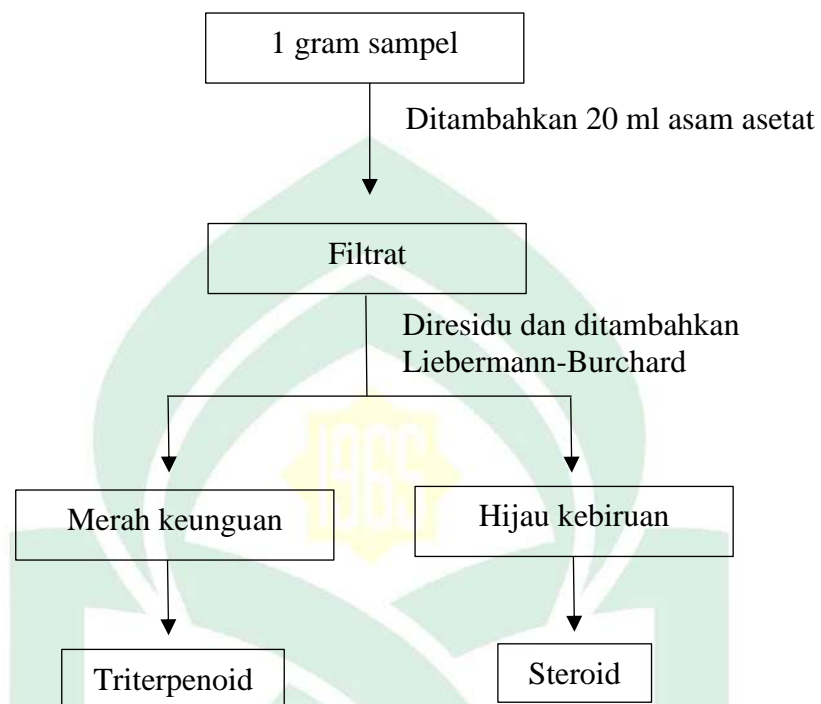 1 gram sampel
Ditambahkan 20 ml asam asetat
Filtrat
Diresidu dan ditambahkan
Liebermann-Burchard
1965
Merah keunguan
Hijau kebiruan
Triterpenoid
Steroid